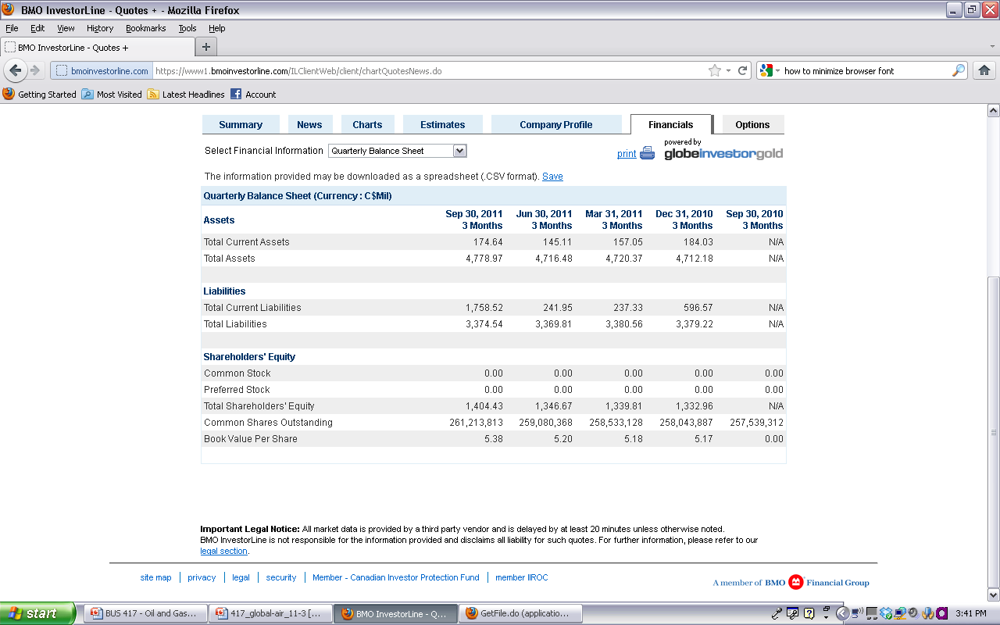 BMO InvestorLine - Quotes + - Mozilla Firefox
File Edit View History Bookmarks Tools Help
BMO InvestorLine - Quotes +
bmoinvestorline.com https://www1.bmoinvestorline.com/ILClientWeb/client/chartQuotesNews.do how to minimize browser font
Getting Started Most Visited Latest Headlines Account
Summary News Charts Estimates Company Profile Financials Options
Select Financial Information Quarterly Balance Sheet print powered by
globeinvestorgold
The information provided may be downloaded as a spreadsheet (.CSV format). Save
Quarterly Balance Sheet (Currency : C$Mil)
Assets Sep 30, 2011 3 Months Jun 30, 2011 3 Months Mar 31, 2011 3 Months Dec 31, 2010 3 Months Sep 30, 2010 3 Months
Total Current Assets 174.64 145.11 157.05 184.03 N/A
Total Assets 4,778.97 4,716.48 4,720.37 4,712.18 N/A
Liabilities
Total Current Liabilities 1,758.52 241.95 237.33 596.57 N/A
Total Liabilities 3,374.54 3,369.81 3,380.56 3,379.22 N/A
Shareholders' Equity
Common Stock 0.00 0.00 0.00 0.00 0.00
Preferred Stock 0.00 0.00 0.00 0.00 0.00
Total Shareholders' Equity 1,404.43 1,346.67 1,339.81 1,332.96 N/A
Common Shares Outstanding 261,213,813 259,080,368 258,533,128 258,043,887 257,539,312
Book Value Per Share 5.38 5.20 5.18 5.17 0.00
Important Legal Notice: All market data is provided by a third party vendor and is delayed by at least 20 minutes unless otherwise noted.
BMO InvestorLine is not responsible for the information provided and disclaims all liability for such quotes. For further information, please refer to our
legal section.
site map privacy legal security Member - Canadian Investor Protection Fund member IIROC
A member of BMO Financial Group
start BUS 417 - Oil and Gas... 417_global-air_11-3 [... BMO InvestorLine - Q... GetFile.do (applicatio... 3:41 PM